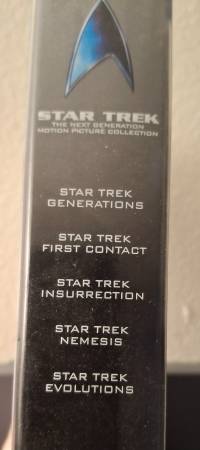 STAR TREK
THE NEXT GENERATION
MOTION PICTURE COLLECTION
STAR TREK
GENERATIONS
STAR TREK
FIRST CONTACT
STAR TREK
INSURRECTION
STAR TREK
NEMESIS
STAR TREK
EVOLUTIONS